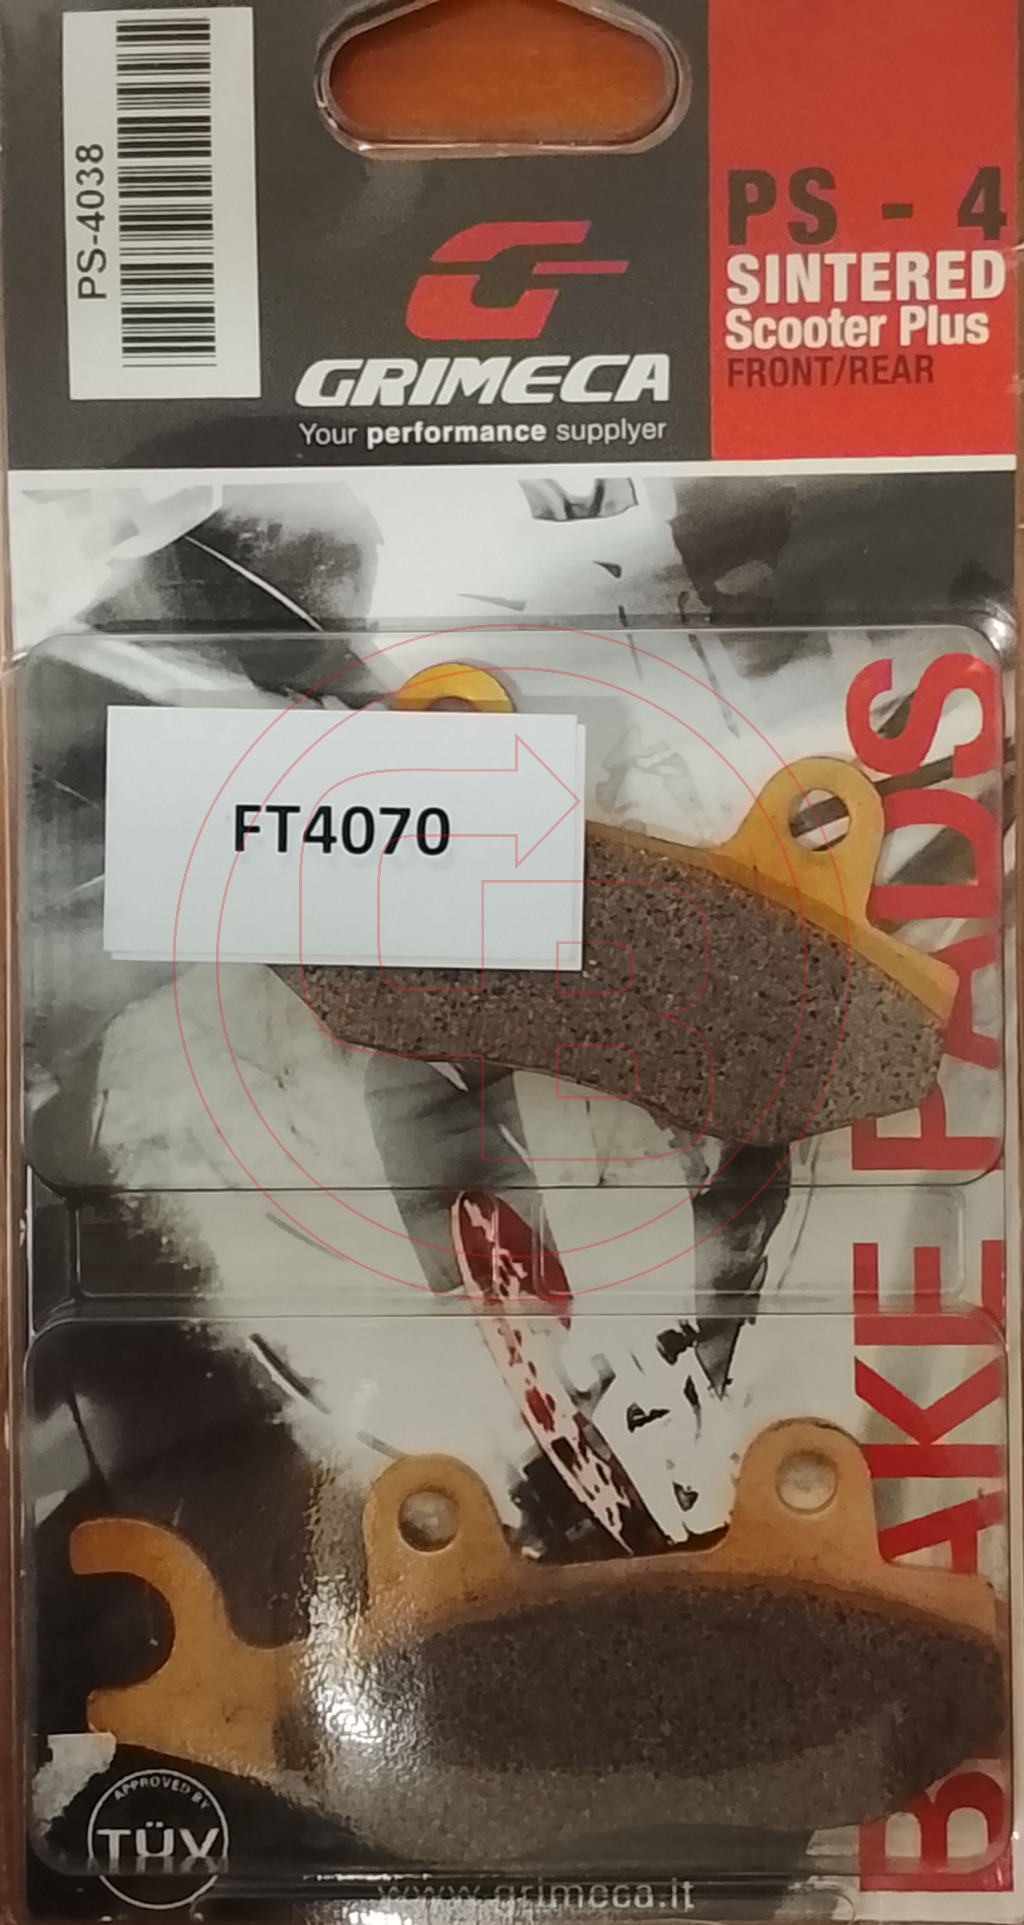 PS-4038
GRIMECA
Your performance supplyer
PS - 4
SINTERED
Scooter Plus
FRONT/REAR
FT4070
BRAKE PADS
APPROVED BY
TÜV
www.grimeca.it